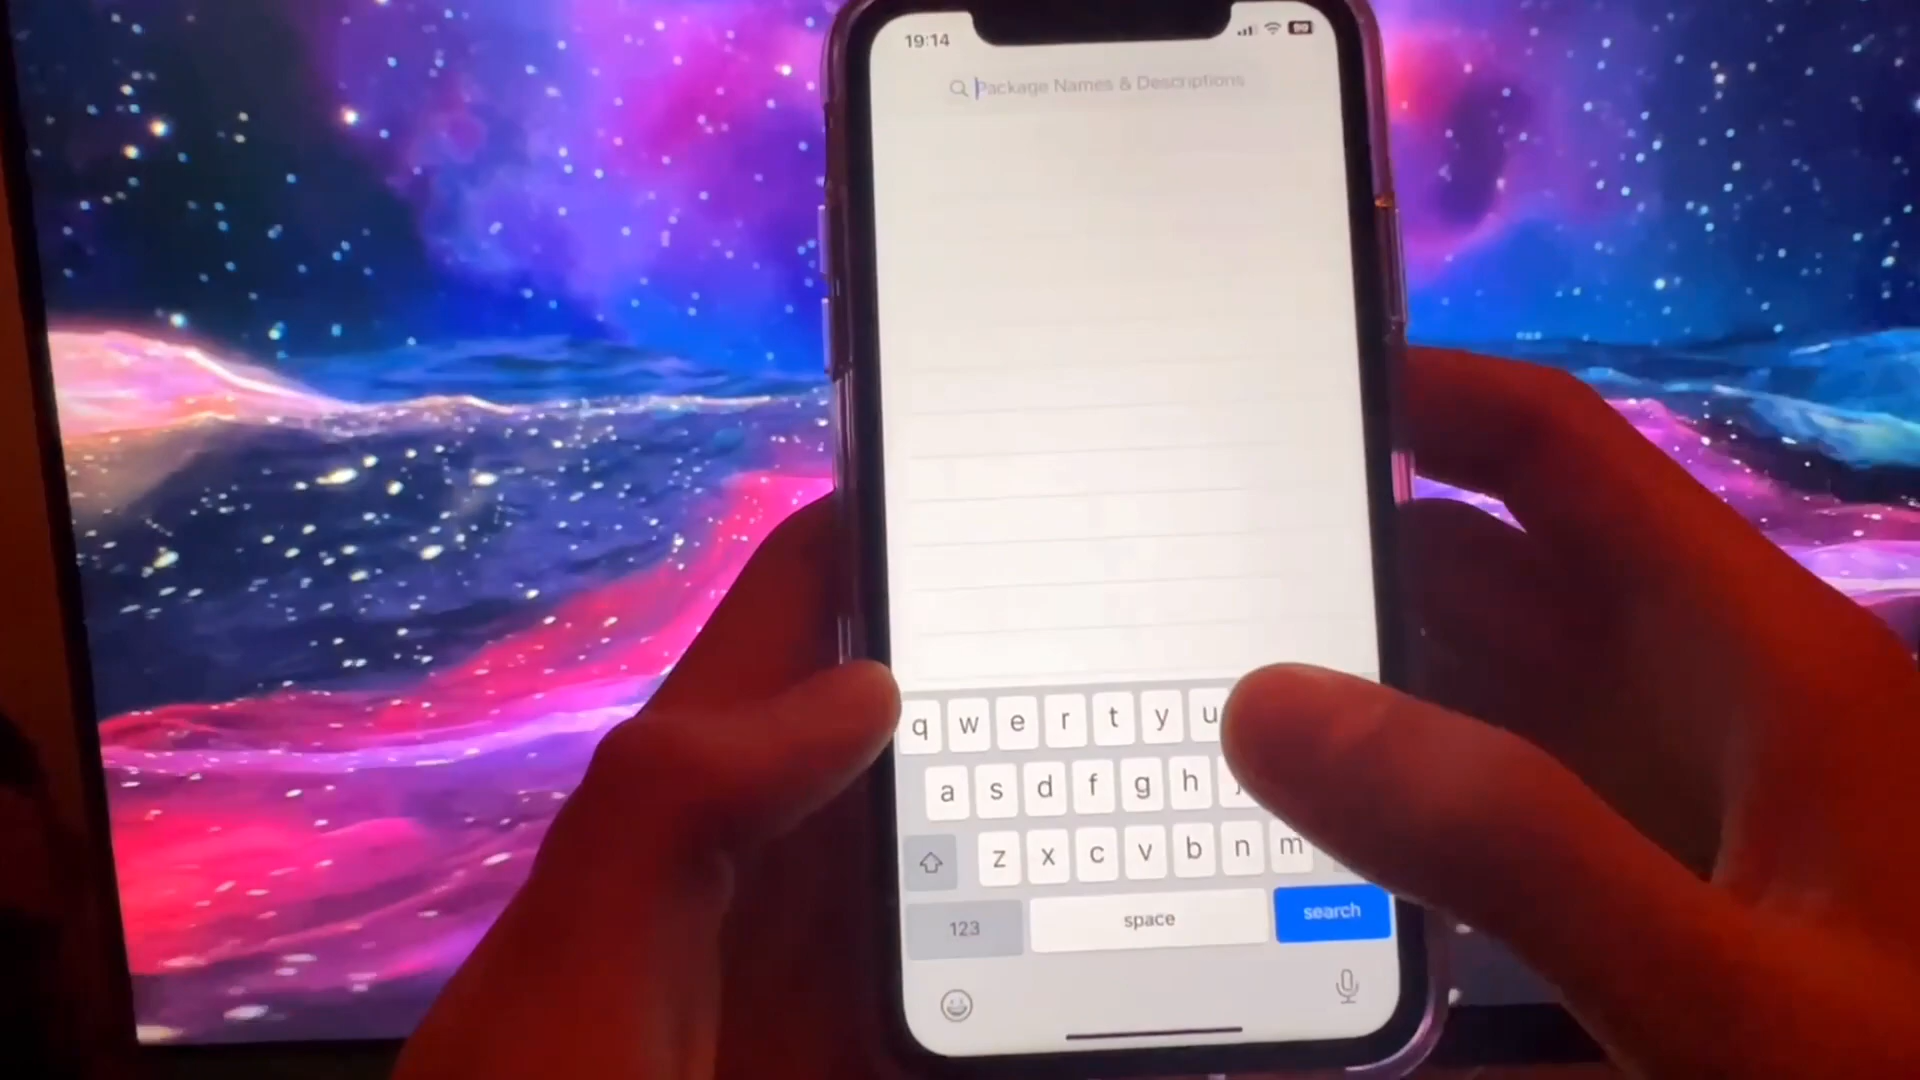 19:14
Package Names & Descriptions
q w e r t y u
a s d f g h j
z x c v b n m
123 space search